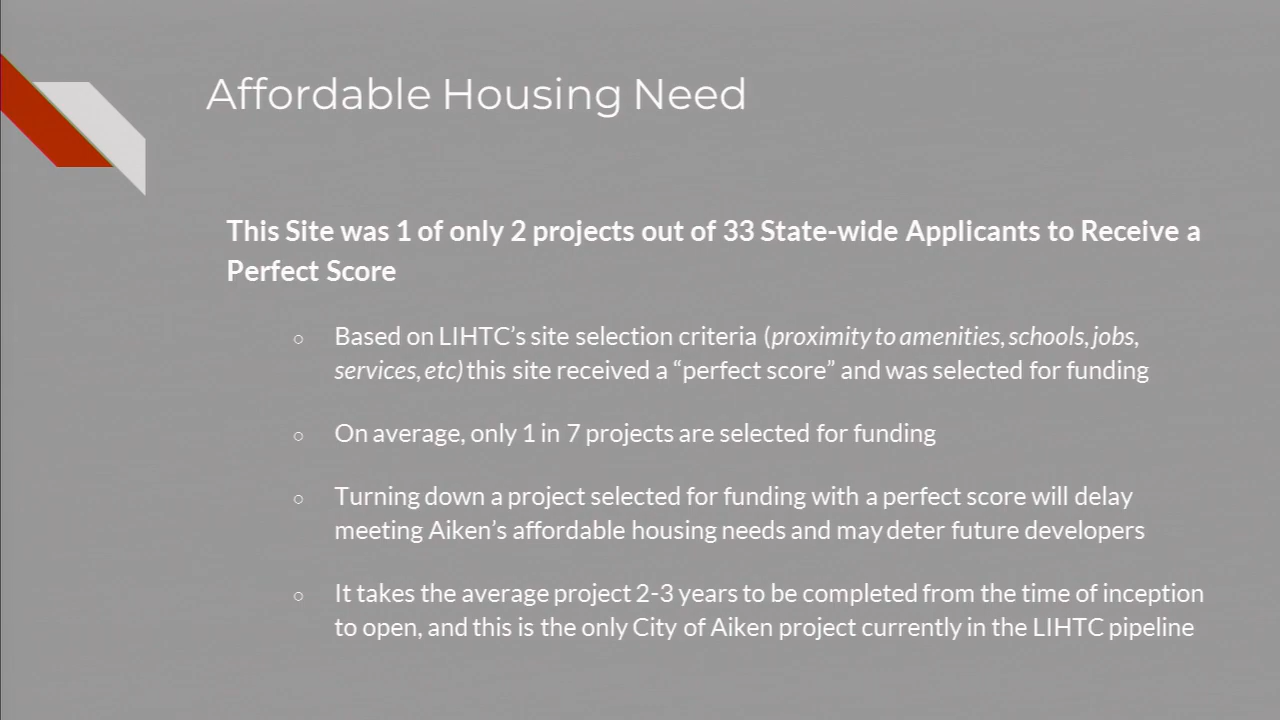 Affordable Housing Need
This Site was 1 of only 2 projects out of 33 State-wide Applicants to Receive a
Perfect Score
○ Based on LIHTC’s site selection criteria (proximity to amenities, schools, jobs,
services, etc) this site received a “perfect score” and was selected for funding
○ On average, only 1 in 7 projects are selected for funding
○ Turning down a project selected for funding with a perfect score will delay
meeting Aiken’s affordable housing needs and may deter future developers
○ It takes the average project 2-3 years to be completed from the time of inception
to open, and this is the only City of Aiken project currently in the LIHTC pipeline